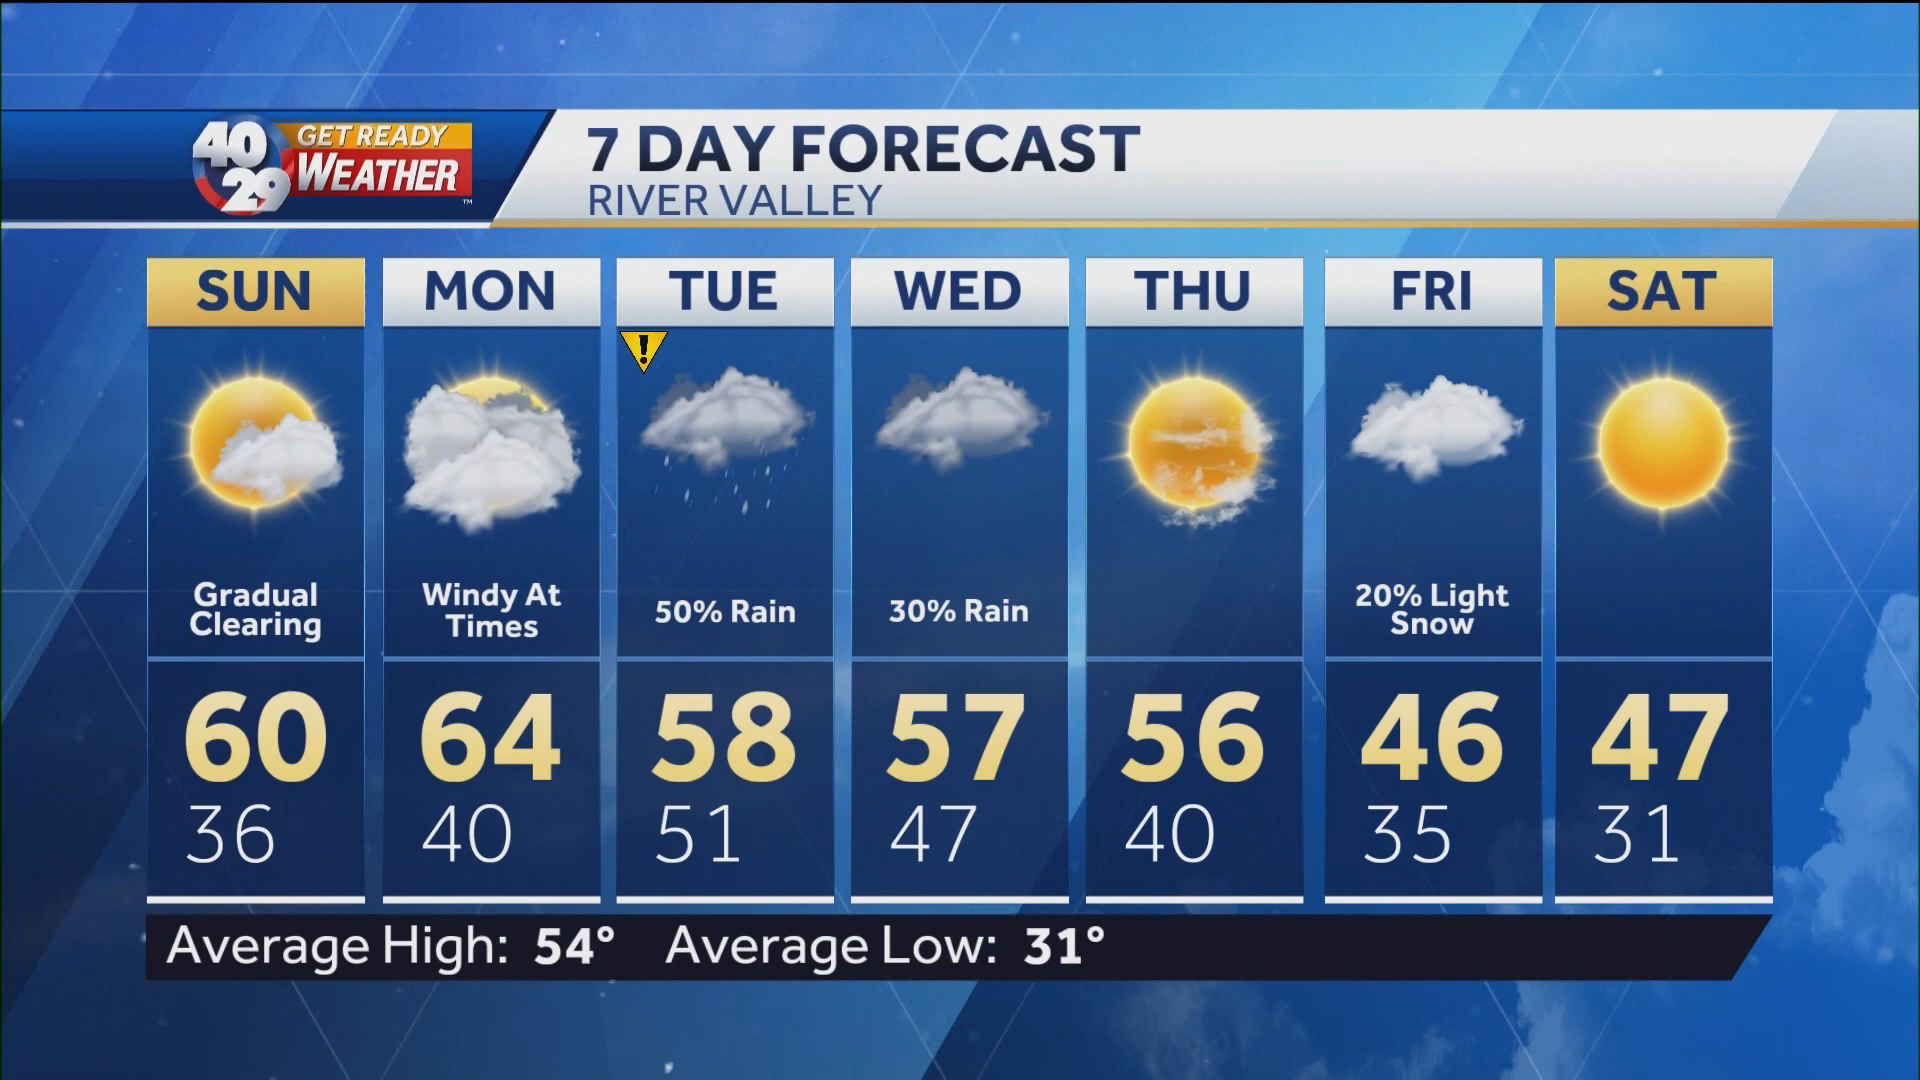 40
29
GET READY
WEATHER™
7 DAY FORECAST
RIVER VALLEY
SUN MON TUE WED THU FRI SAT
!
Gradual
Clearing
Windy At
Times
50% Rain
30% Rain
20% Light
Snow
60 64 58 57 56 46 47
36 40 51 47 40 35 31
Average High: 54° Average Low: 31°